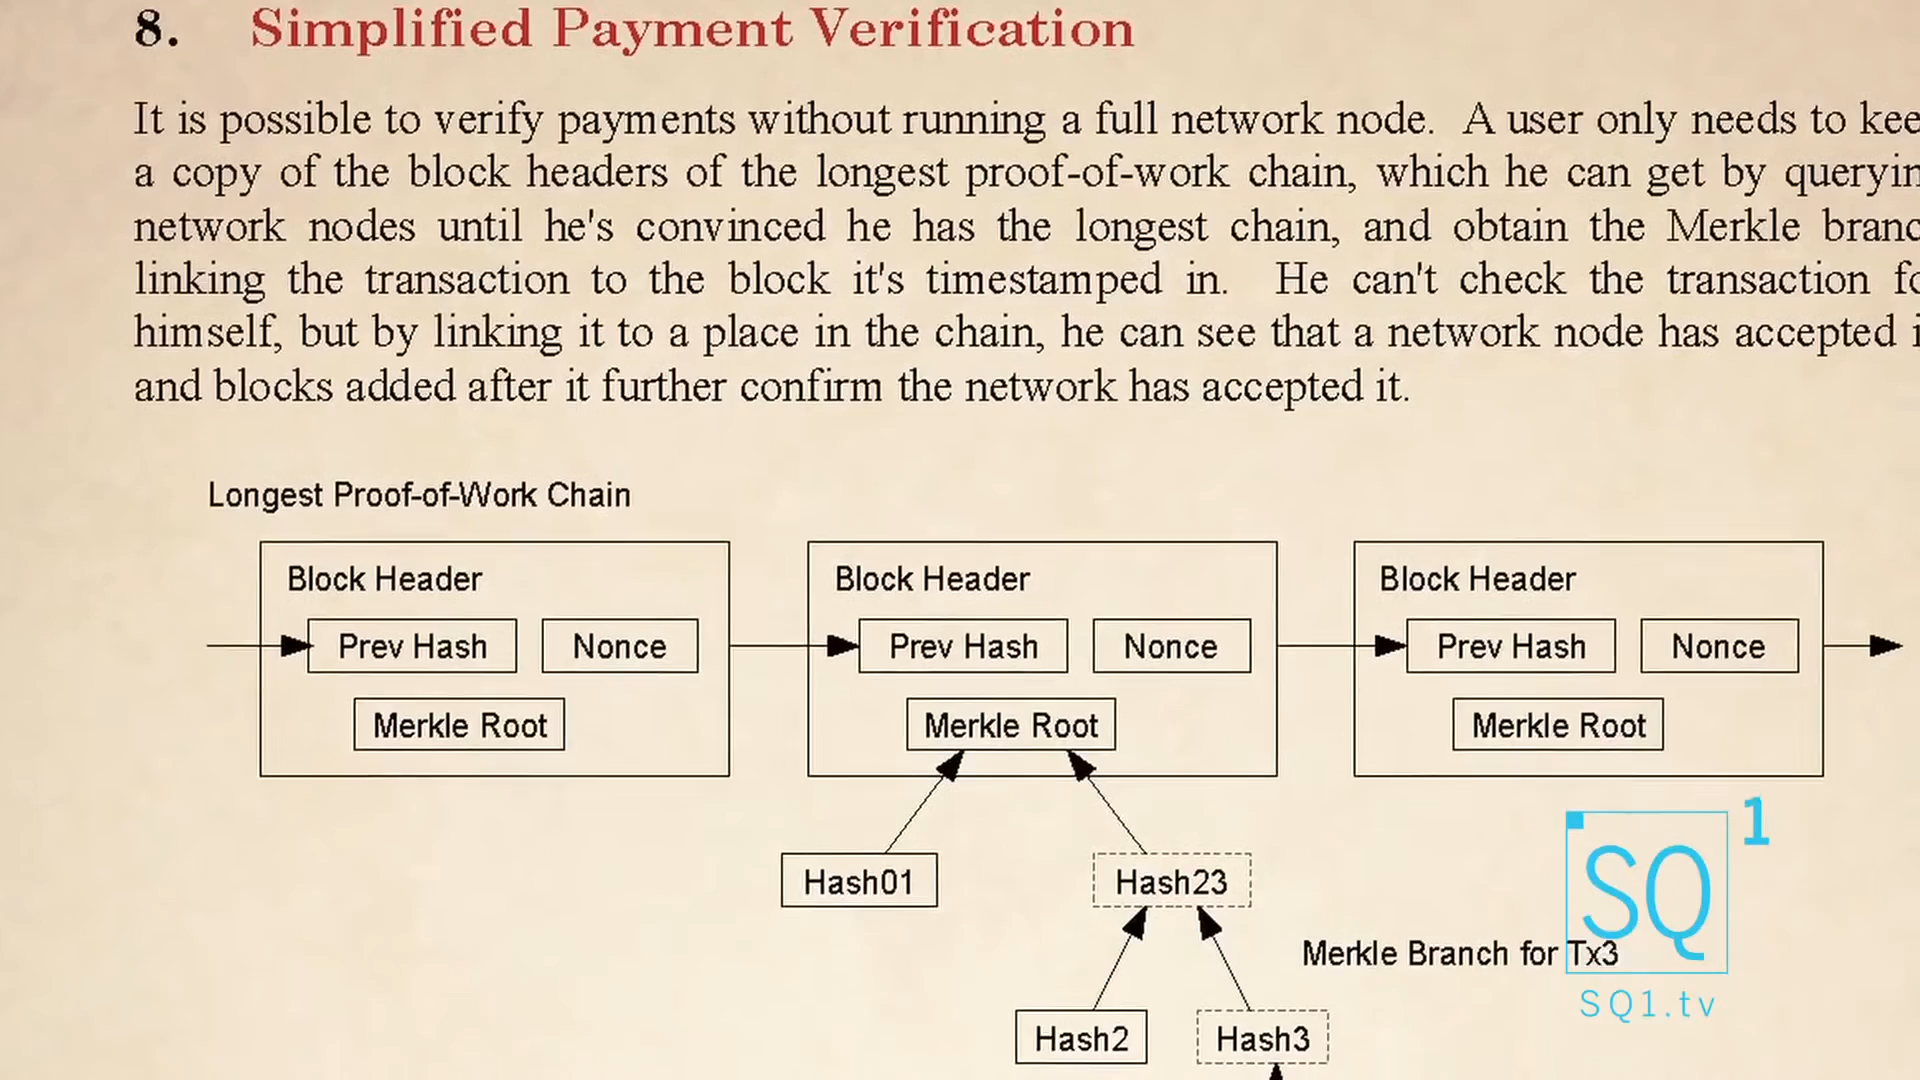 8. Simplified Payment Verification
It is possible to verify payments without running a full network node. A user only needs to kee
a copy of the block headers of the longest proof-of-work chain, which he can get by queryin
network nodes until he's convinced he has the longest chain, and obtain the Merkle branc
linking the transaction to the block it's timestamped in. He can't check the transaction fo
himself, but by linking it to a place in the chain, he can see that a network node has accepted i
and blocks added after it further confirm the network has accepted it.
Longest Proof-of-Work Chain
Block Header Block Header Block Header
Prev Hash Nonce Prev Hash Nonce Prev Hash Nonce
Merkle Root Merkle Root Merkle Root
Hash01 Hash23
Merkle Branch for Tx3
Hash2 Hash3
SQ1
SQ1.tv